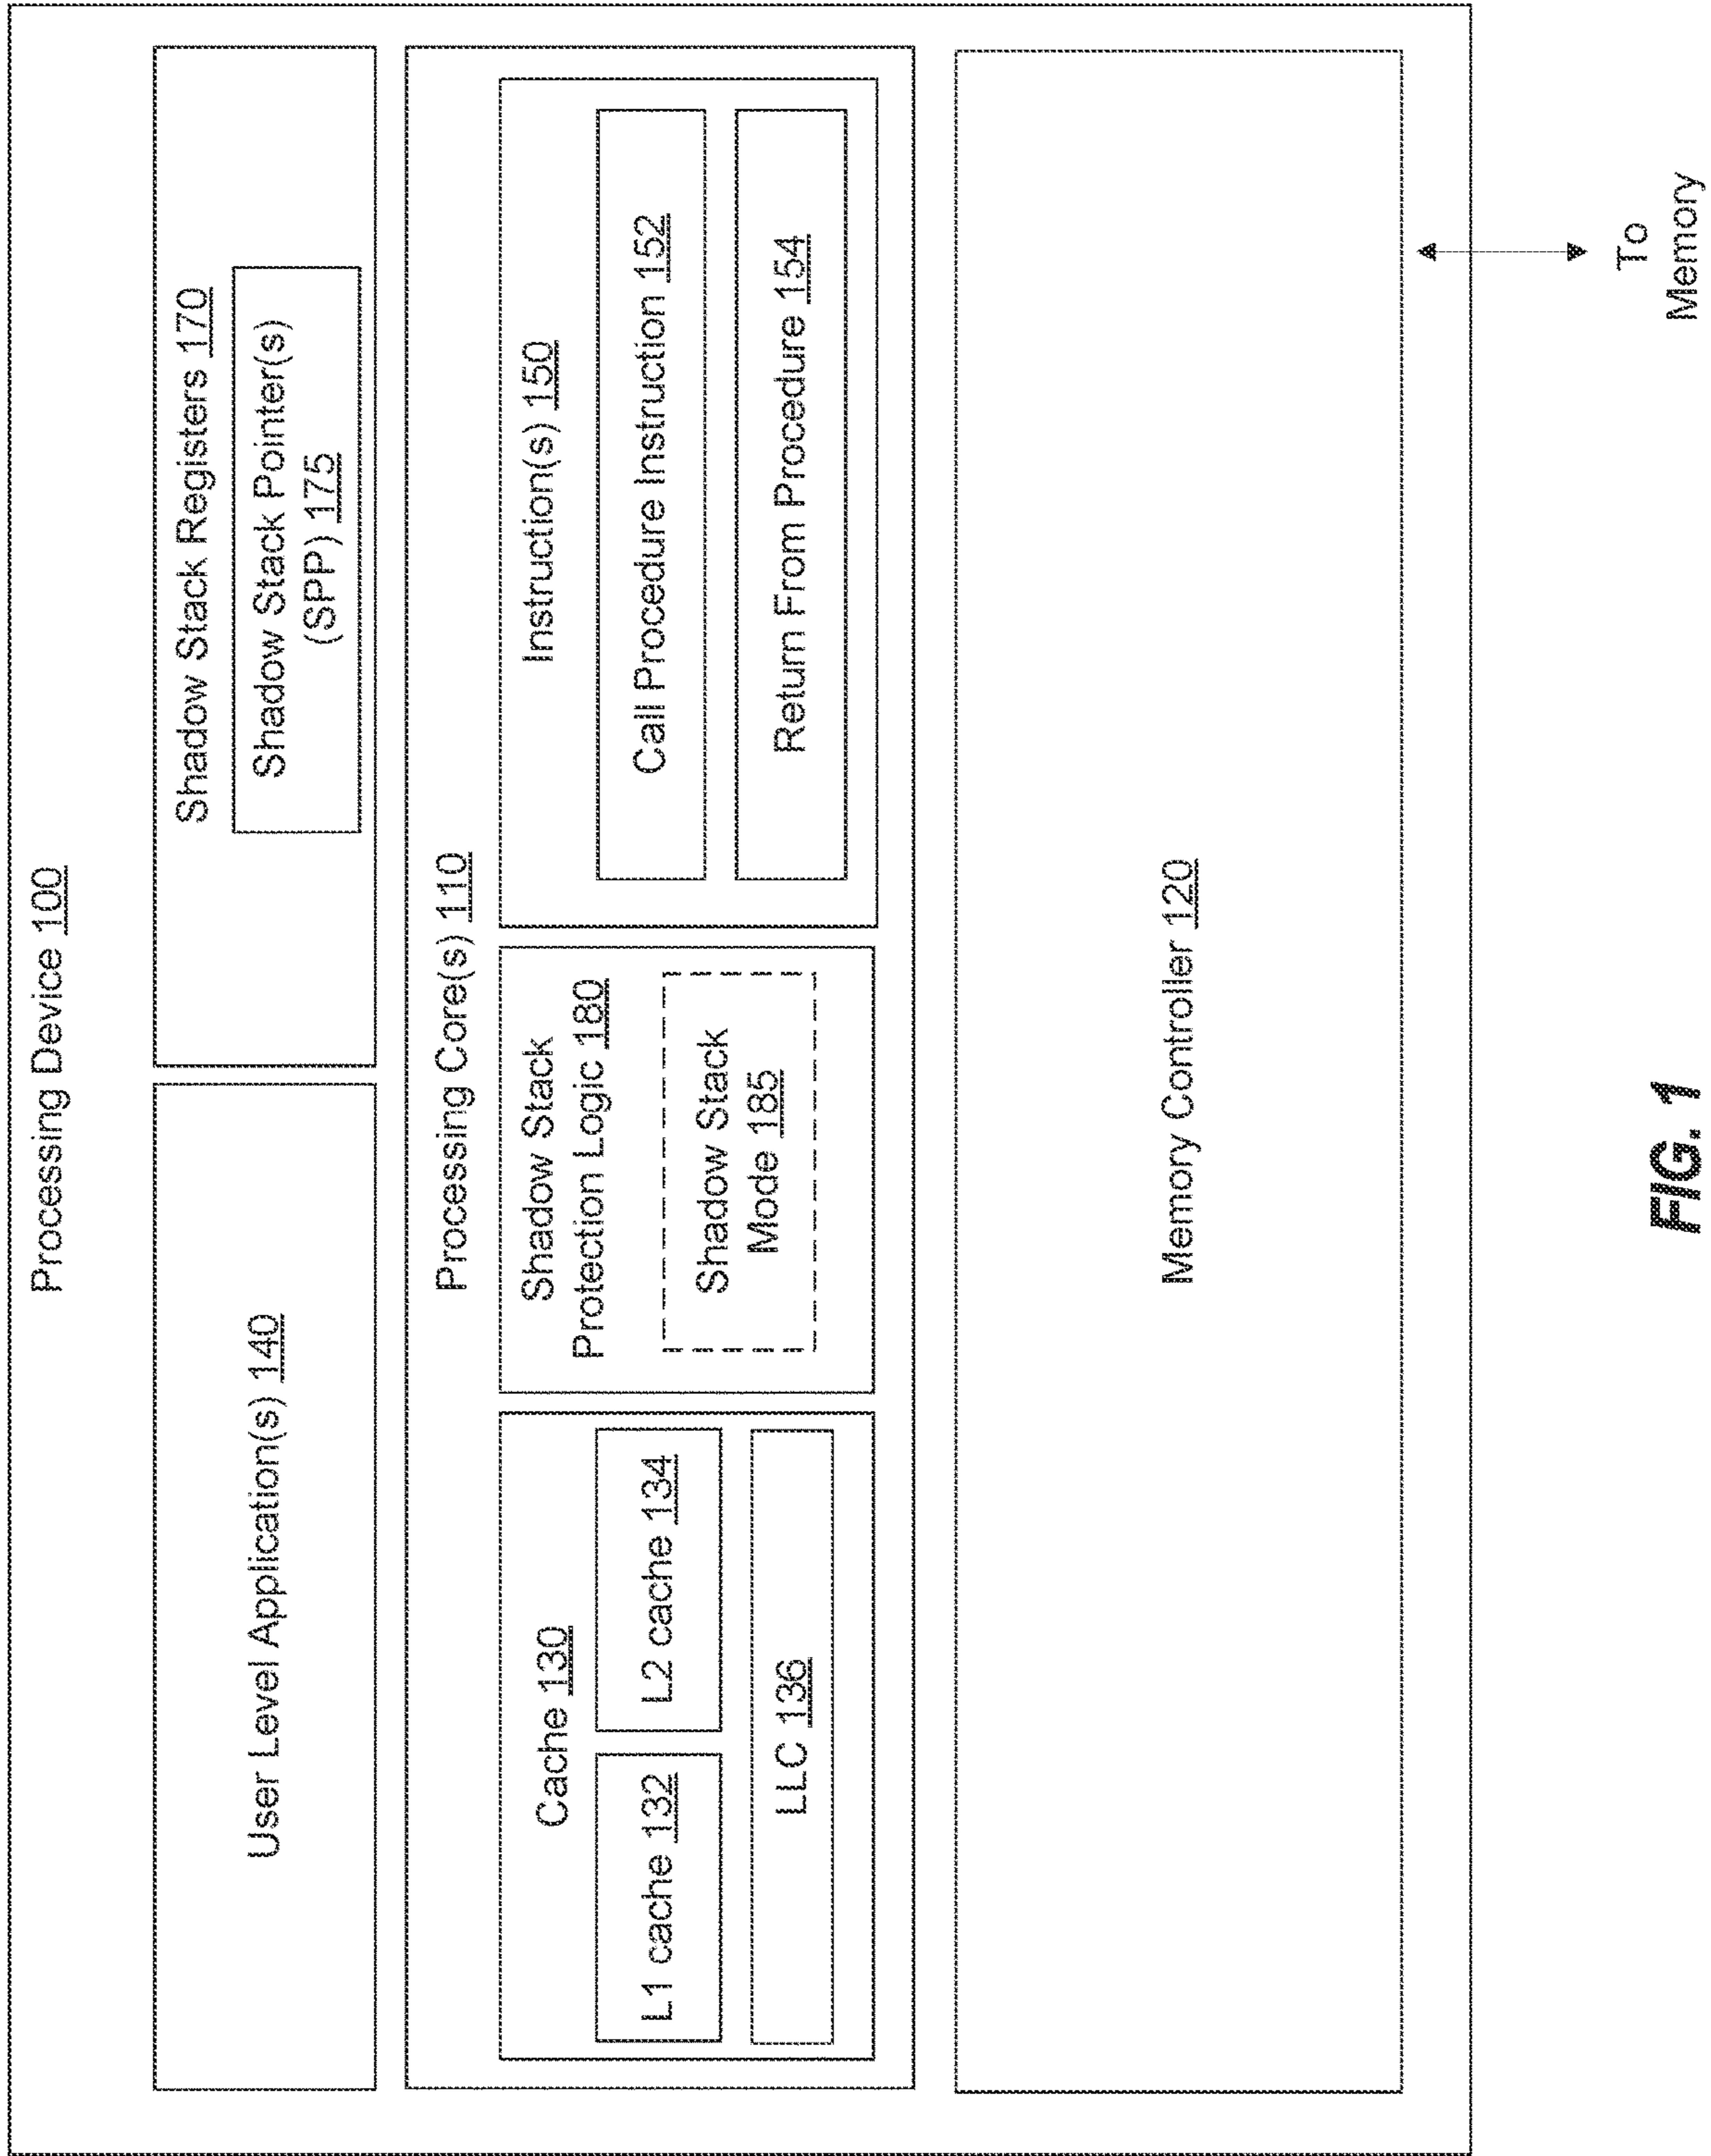 Processing Device 100
User Level Application(s) 140
Shadow Stack Registers 170
Shadow Stack Pointer(s)
(SPP) 175
Processing Core(s) 110
Cache 130
L1 cache 132
L2 cache 134
LLC 136
Shadow Stack
Protection Logic 180
Shadow Stack
Mode 185
Instruction(s) 150
Call Procedure Instruction 152
Return From Procedure 154
Memory Controller 120
To
Memory
FIG. 1